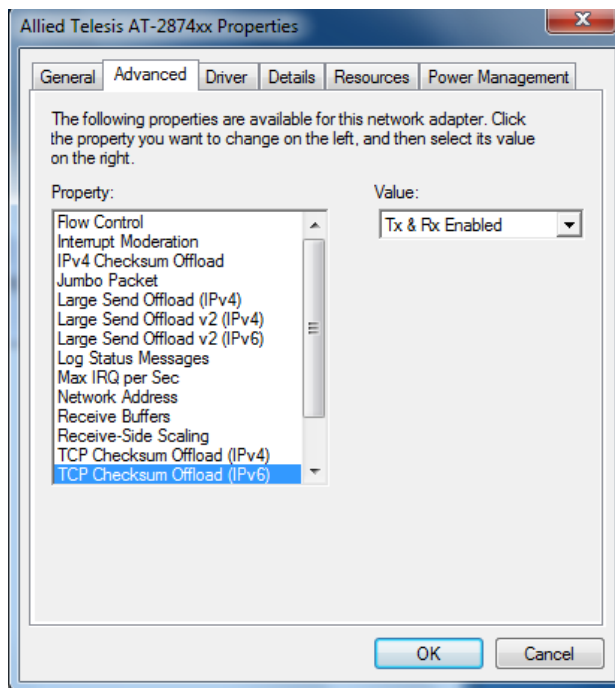 Allied Telesis AT-2874xx Properties
General Advanced Driver Details Resources Power Management
The following properties are available for this network adapter. Click
the property you want to change on the left, and then select its value
on the right.
Property: Value:
Flow Control Tx & Rx Enabled
Interrupt Moderation
IPv4 Checksum Offload
Jumbo Packet
Large Send Offload (IPv4)
Large Send Offload v2 (IPv4)
Large Send Offload v2 (IPv6)
Log Status Messages
Max IRQ per Sec
Network Address
Receive Buffers
Receive-Side Scaling
TCP Checksum Offload (IPv4)
TCP Checksum Offload (IPv6)
OK Cancel